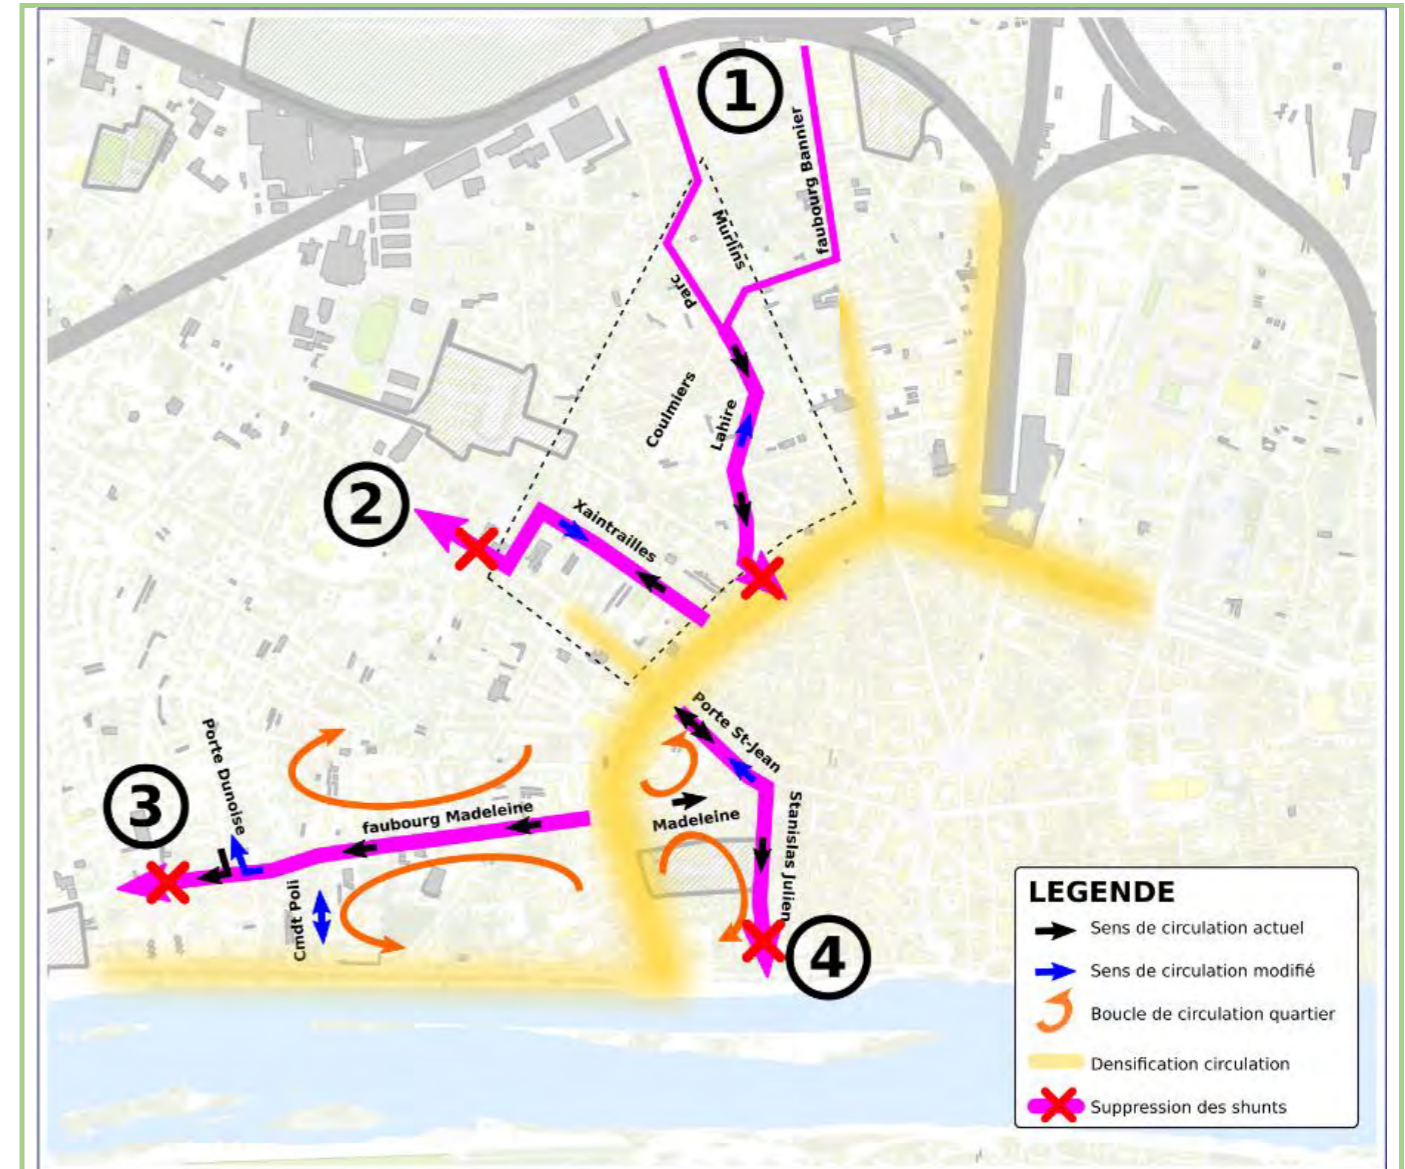 1
faubourg Bannier
Murlins
Parc
Coulmiers
Lahire
2
Xaintrailles
Porte St-Jean
Porte Dunoise
3
faubourg Madeleine
Madeleine
Stanislas Julien
Cmdt Poli
4
LEGENDE
Sens de circulation actuel
Sens de circulation modifié
Boucle de circulation quartier
Densification circulation
Suppression des shunts